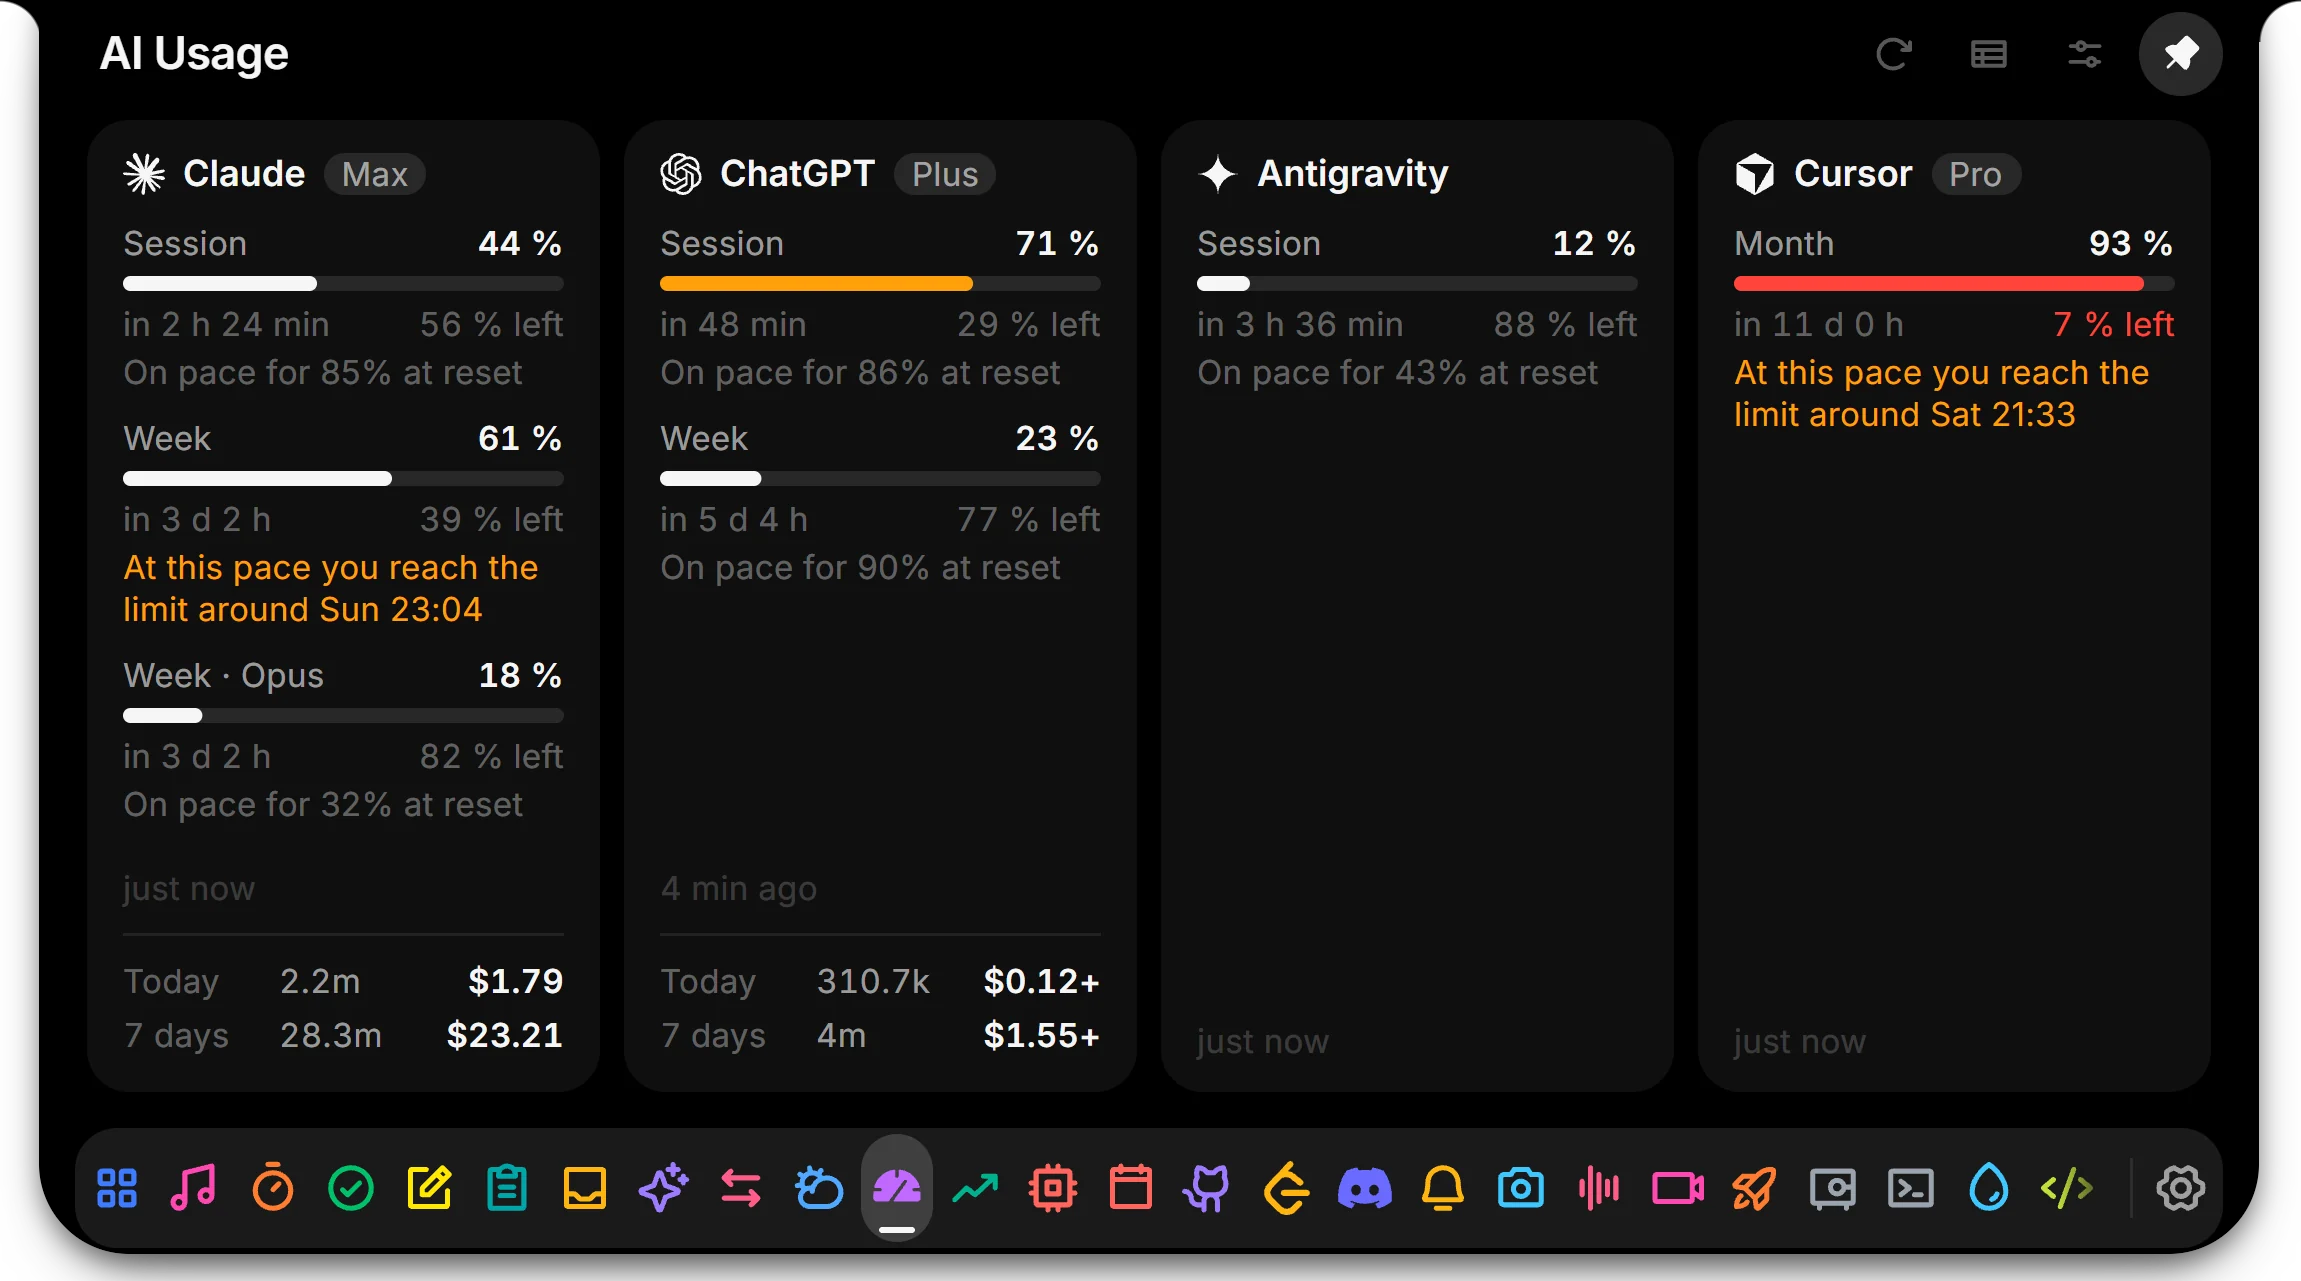 AI Usage
Claude Max
Session 44 %
in 2 h 24 min 56 % left
On pace for 85% at reset
Week 61 %
in 3 d 2 h 39 % left
At this pace you reach the
limit around Sun 23:04
Week · Opus 18 %
in 3 d 2 h 82 % left
On pace for 32% at reset
just now
Today 2.2m $1.79
7 days 28.3m $23.21
ChatGPT Plus
Session 71 %
in 48 min 29 % left
On pace for 86% at reset
Week 23 %
in 5 d 4 h 77 % left
On pace for 90% at reset
4 min ago
Today 310.7k $0.12+
7 days 4m $1.55+
Antigravity
Session 12 %
in 3 h 36 min 88 % left
On pace for 43% at reset
just now
Cursor Pro
Month 93 %
in 11 d 0 h 7 % left
At this pace you reach the
limit around Sat 21:33
just now